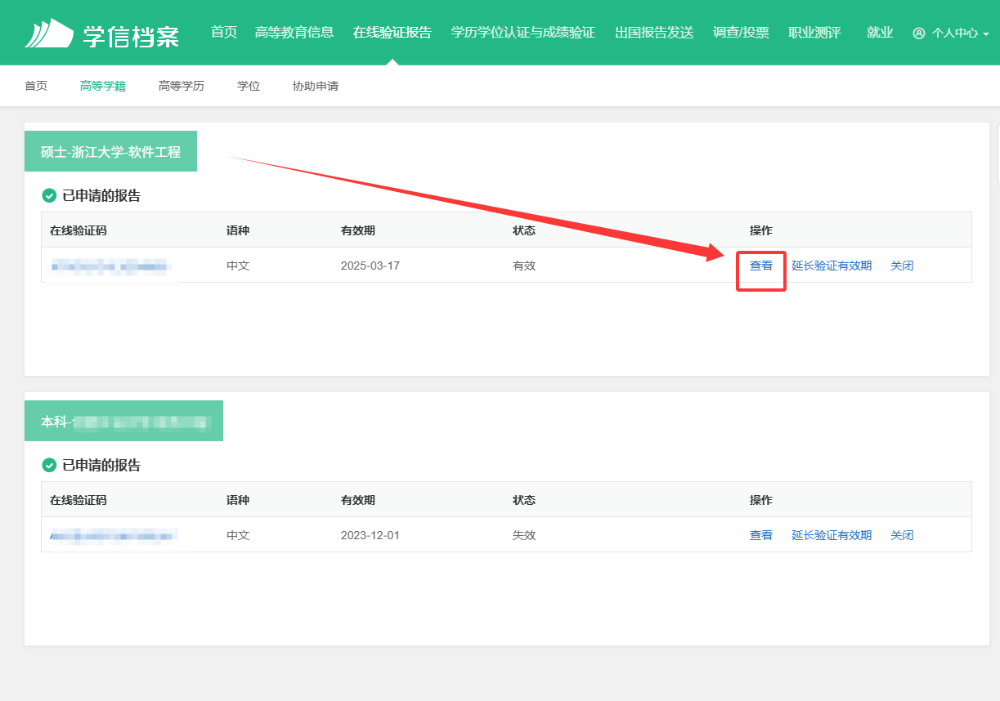 学信档案 首页 高等教育信息 在线验证报告 学历学位认证与成绩验证 出国报告发送 调查/投票 职业测评 就业 个人中心
首页 高等学籍 高等学历 学位 协助申请
硕士-浙江大学-软件工程
已申请的报告
在线验证码 语种 有效期 状态 操作
中文 2025-03-17 有效 查看 延长验证有效期 关闭
本科-
已申请的报告
在线验证码 语种 有效期 状态 操作
中文 2023-12-01 失效 查看 延长验证有效期 关闭